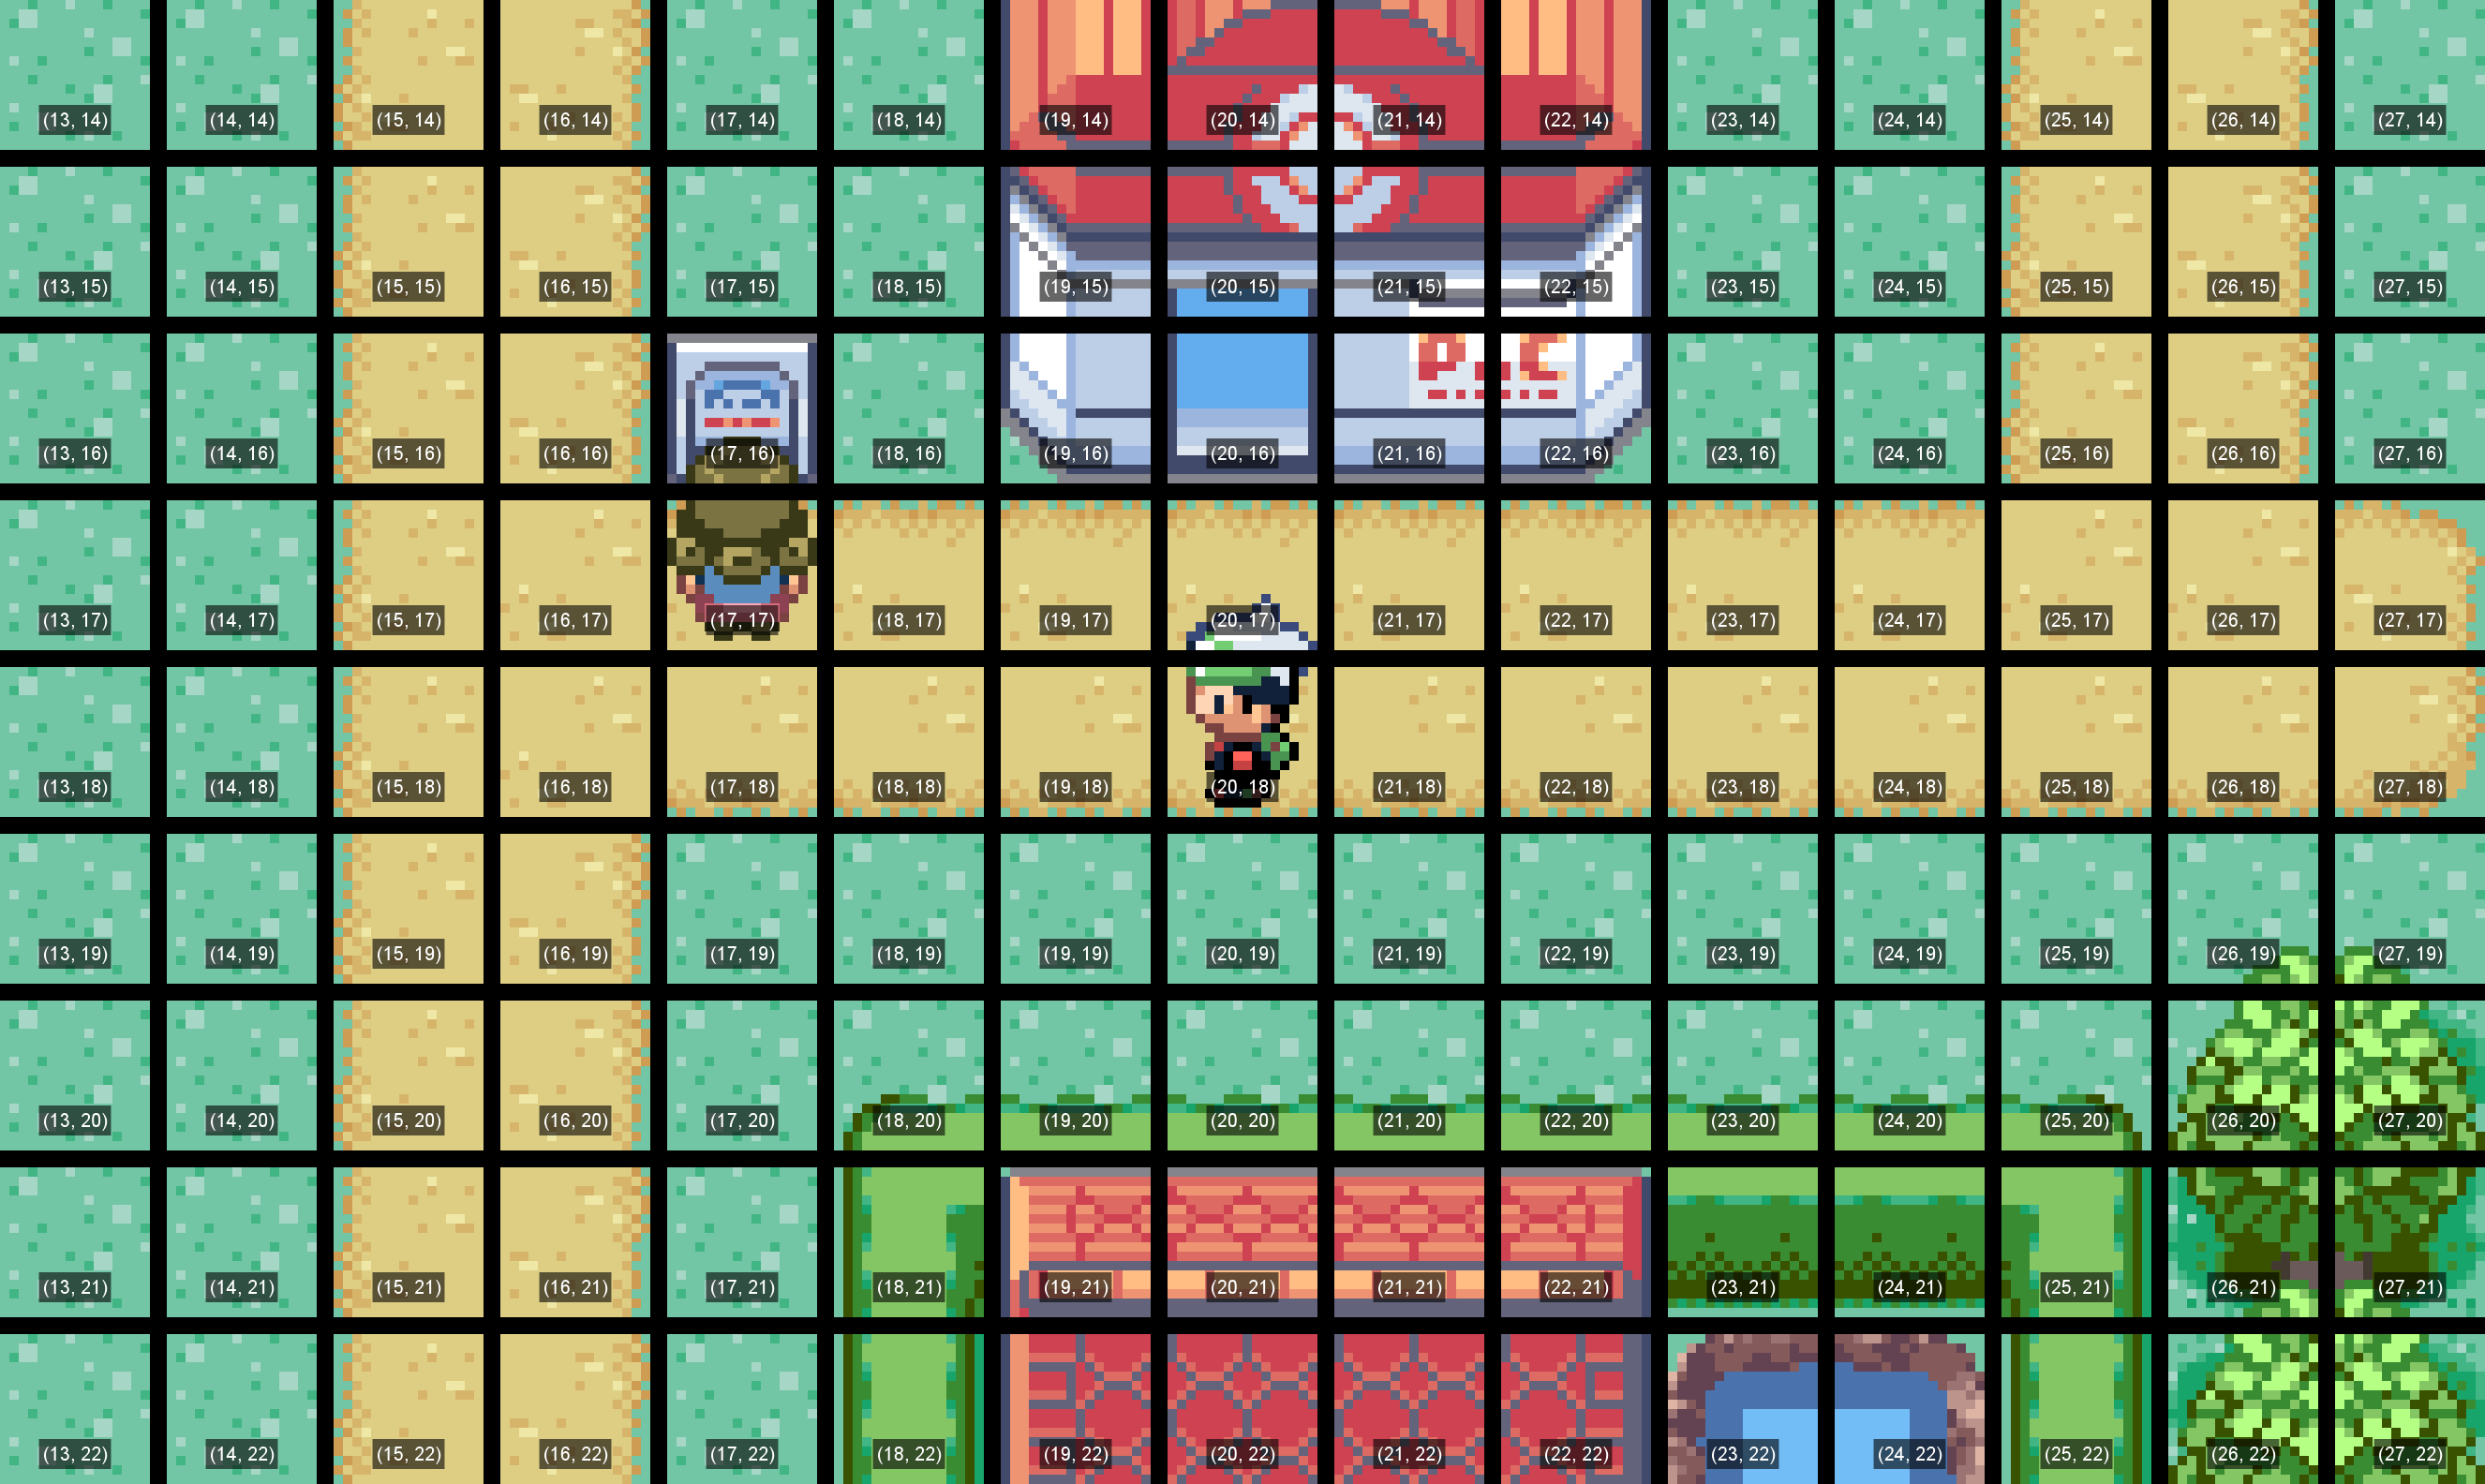 (13, 14) (14, 14) (15, 14) (16, 14) (17, 14) (18, 14) (19, 14) (20, 14) (21, 14) (22, 14) (23, 14) (24, 14) (25, 14) (26, 14) (27, 14)
(13, 15) (14, 15) (15, 15) (16, 15) (17, 15) (18, 15) (19, 15) (20, 15) (21, 15) (22, 15) (23, 15) (24, 15) (25, 15) (26, 15) (27, 15)
P.C
(13, 16) (14, 16) (15, 16) (16, 16) (17, 16) (18, 16) (19, 16) (20, 16) (21, 16) (22, 16) (23, 16) (24, 16) (25, 16) (26, 16) (27, 16)
(13, 17) (14, 17) (15, 17) (16, 17) (17, 17) (18, 17) (19, 17) (20, 17) (21, 17) (22, 17) (23, 17) (24, 17) (25, 17) (26, 17) (27, 17)
(13, 18) (14, 18) (15, 18) (16, 18) (17, 18) (18, 18) (19, 18) (20, 18) (21, 18) (22, 18) (23, 18) (24, 18) (25, 18) (26, 18) (27, 18)
(13, 19) (14, 19) (15, 19) (16, 19) (17, 19) (18, 19) (19, 19) (20, 19) (21, 19) (22, 19) (23, 19) (24, 19) (25, 19) (26, 19) (27, 19)
(13, 20) (14, 20) (15, 20) (16, 20) (17, 20) (18, 20) (19, 20) (20, 20) (21, 20) (22, 20) (23, 20) (24, 20) (25, 20) (26, 20) (27, 20)
(13, 21) (14, 21) (15, 21) (16, 21) (17, 21) (18, 21) (19, 21) (20, 21) (21, 21) (22, 21) (23, 21) (24, 21) (25, 21) (26, 21) (27, 21)
(13, 22) (14, 22) (15, 22) (16, 22) (17, 22) (18, 22) (19, 22) (20, 22) (21, 22) (22, 22) (23, 22) (24, 22) (25, 22) (26, 22) (27, 22)